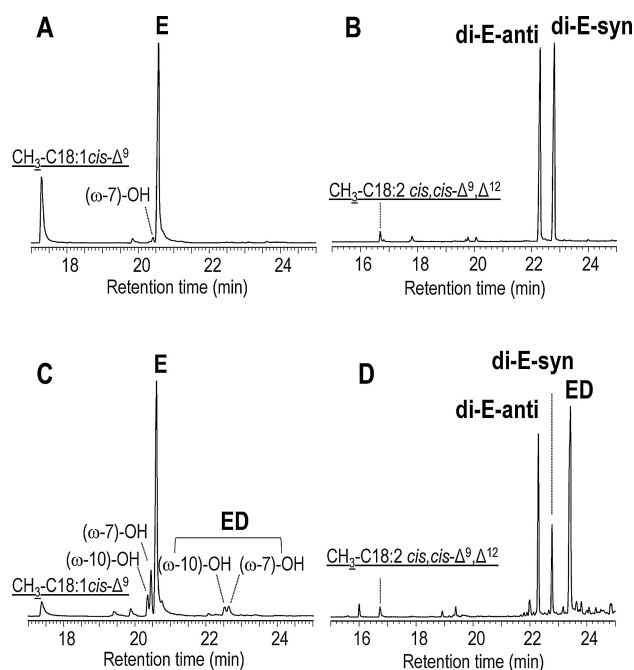 A
E
CH3-C18:1cis-Δ9
(ω-7)-OH
18 20 22 24
Retention time (min)
B
di-E-anti di-E-syn
CH3-C18:2 cis,cis-Δ9,Δ12
16 18 20 22 24
Retention time (min)
C
E
(ω-7)-OH
ED
(ω-10)-OH
(ω-10)-OH (ω-7)-OH
CH3-C18:1cis-Δ9
18 20 22 24
Retention time (min)
D
di-E-syn
ED
di-E-anti
CH3-C18:2 cis,cis-Δ9,Δ12
16 18 20 22 24
Retention time (min)